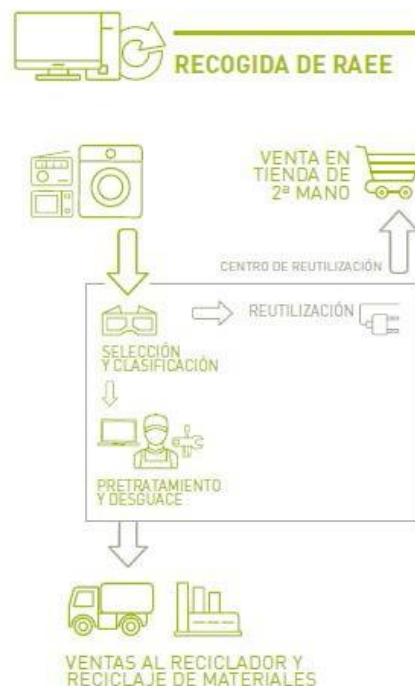 RECOGIDA DE RAEE
VENTA EN
TIENDA DE
2ª MANO
CENTRO DE REUTILIZACIÓN
REUTILIZACIÓN
SELECCIÓN
Y CLASIFICACIÓN
PRETRATAMIENTO
Y DESGUACE
VENTAS AL RECICLADOR Y
RECICLAJE DE MATERIALES